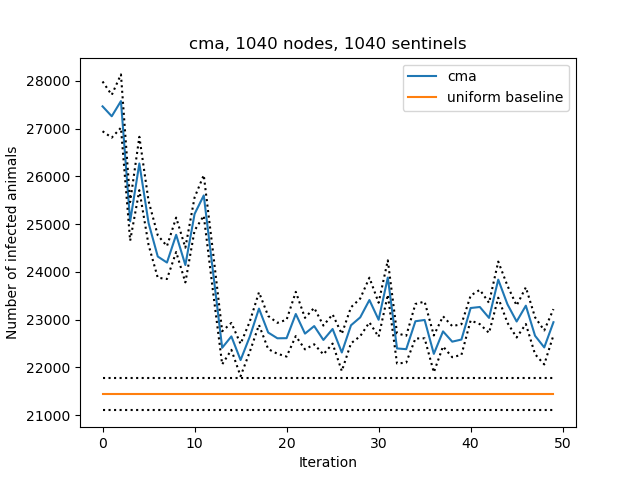 cma, 1040 nodes, 1040 sentinels
cma
uniform baseline
Number of infected animals
28000
27000
26000
25000
24000
23000
22000
21000
0 10 20 30 40 50
Iteration